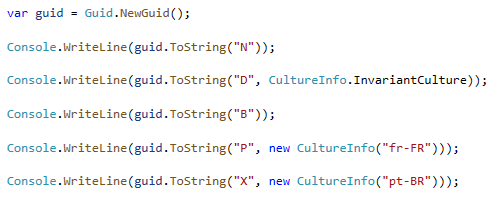 var guid = Guid.NewGuid();
Console.WriteLine(guid.ToString("N"));
Console.WriteLine(guid.ToString("D", CultureInfo.InvariantCulture));
Console.WriteLine(guid.ToString("B"));
Console.WriteLine(guid.ToString("P", new CultureInfo("fr-FR")));
Console.WriteLine(guid.ToString("X", new CultureInfo("pt-BR")));